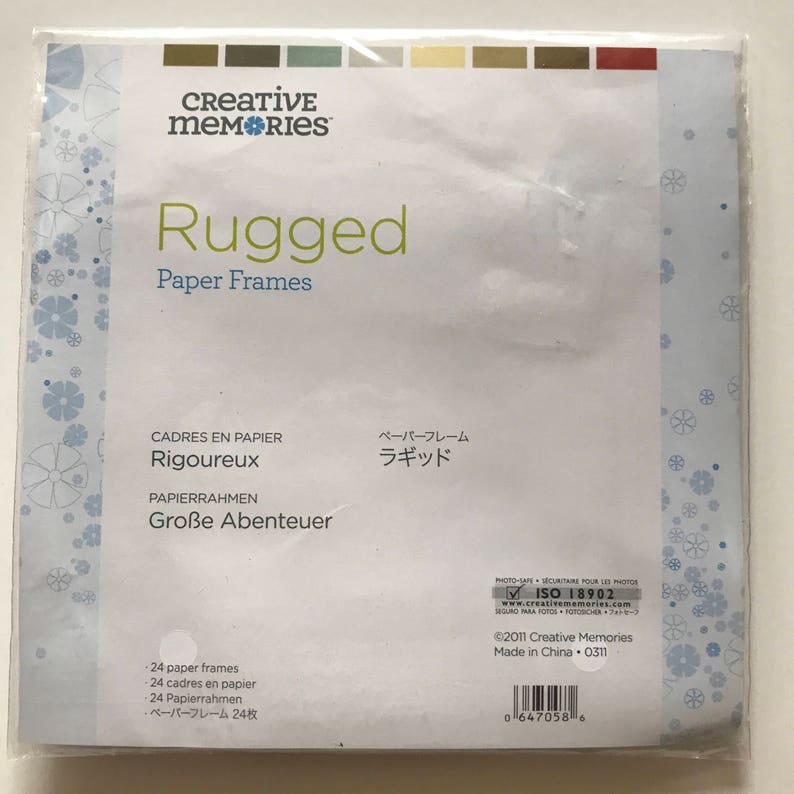 CREATIVE
MEMORIES™
Rugged
Paper Frames
CADRES EN PAPIER
Rigoureux
ペーパーフレーム
ラギッド
PAPIERRAHMEN
Große Abenteuer
PHOTO-SAFE • SÉCURITAIRE POUR LES PHOTOS
ISO 18902
www.creativememories.com
SEGURO PARA FOTOS • FOTOSICHER • フォトセーフ
©2011 Creative Memories
Made in China • 0311
· 24 paper frames
· 24 cadres en papier
· 24 Papierrahmen
· ペーパーフレーム 24枚
0 647058 6